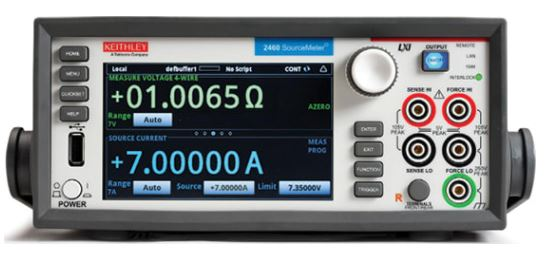 KEITHLEY
A Tektronix Company
2460 SourceMeter
LXI
OUTPUT
ON/OFF
REMOTE
LAN
1588
INTERLOCK
HOME
MENU
QUICKSET
HELP
POWER
Local defbuffer1 No Script CONT
MEASURE VOLTAGE 4-WIRE
+01.0065 Ω
AZERO
Range Auto
7V
SOURCE CURRENT
MEAS
PROG
+7.00000 A
Range Auto Source +7.00000A Limit 7.35000V
7A
ENTER
EXIT
FUNCTION
TRIGGER
SENSE HI
FORCE HI
105V
PEAK
5V
PEAK
105V
PEAK
SENSE LO
FORCE LO
250V
PEAK
R
TERMINALS
FRONT/REAR